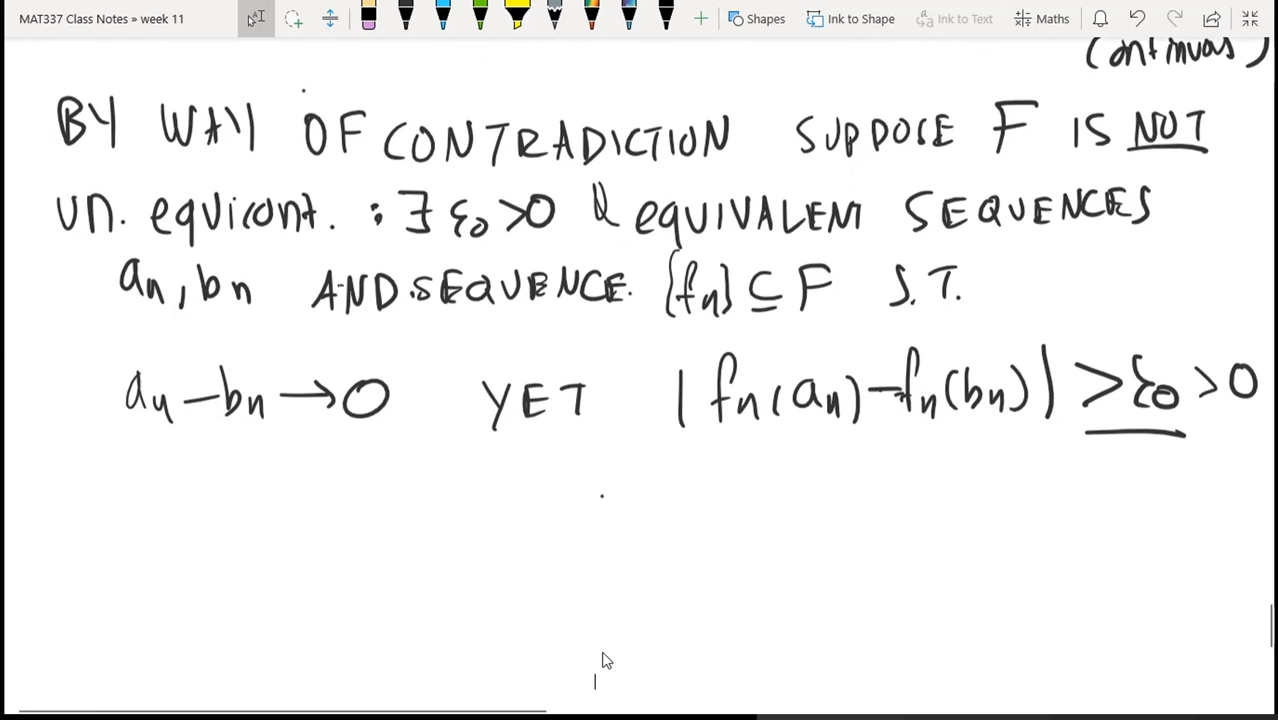 MAT337 Class Notes » week 11
Shapes
Ink to Shape
Ink to Text
Maths
(continuous)
BY WAY OF CONTRADICTION SUPPOSE F IS NOT
un. equicont. : ∃ ε₀ >0 & EQUIVALENT SEQUENCES
an, bn AND SEQUENCE {fn} ⊆ F S.T.
an - bn → 0 YET | fn(an) - fn(bn) | > ε₀ > 0